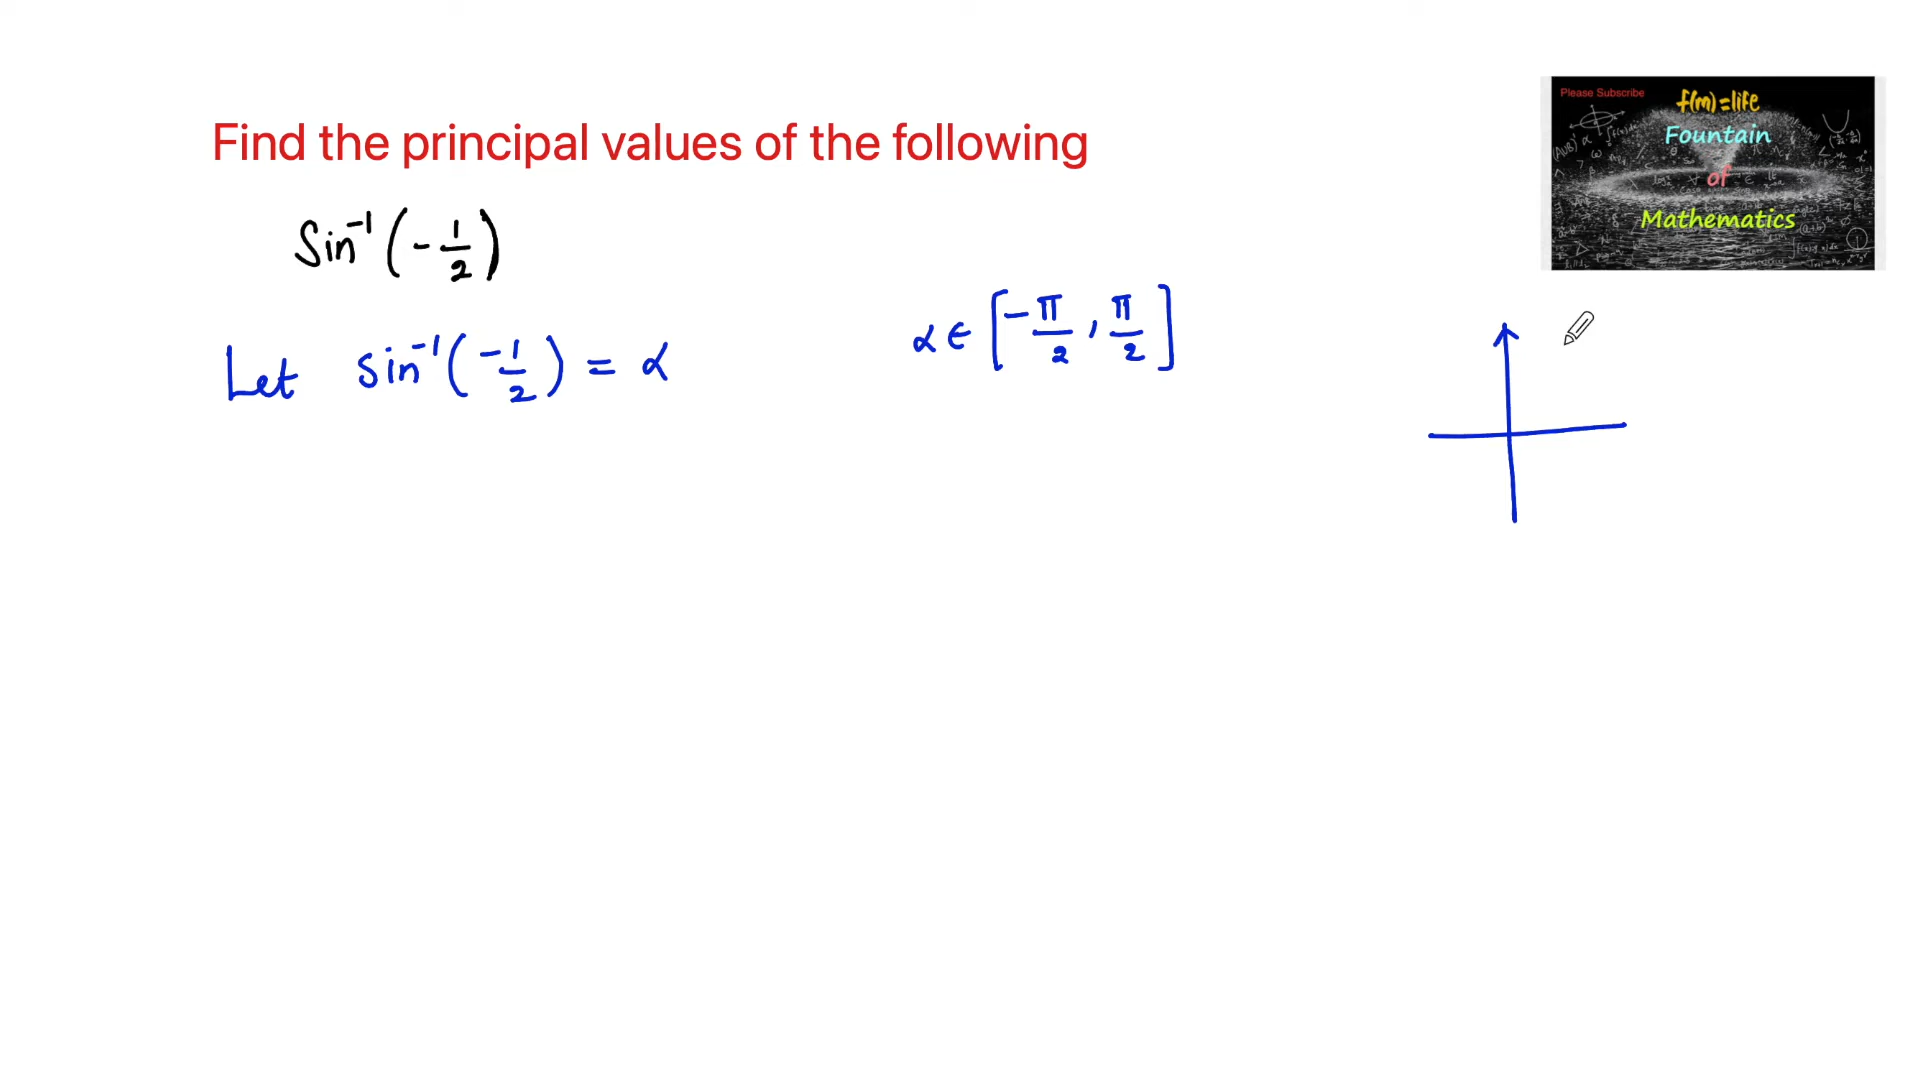 Find the principal values of the following
Sin⁻¹(-1/2)
Let sin⁻¹(-1/2) = α
α ∈ [-π/2, π/2]
Please Subscribe
f(m)=life
Fountain
of
Mathematics